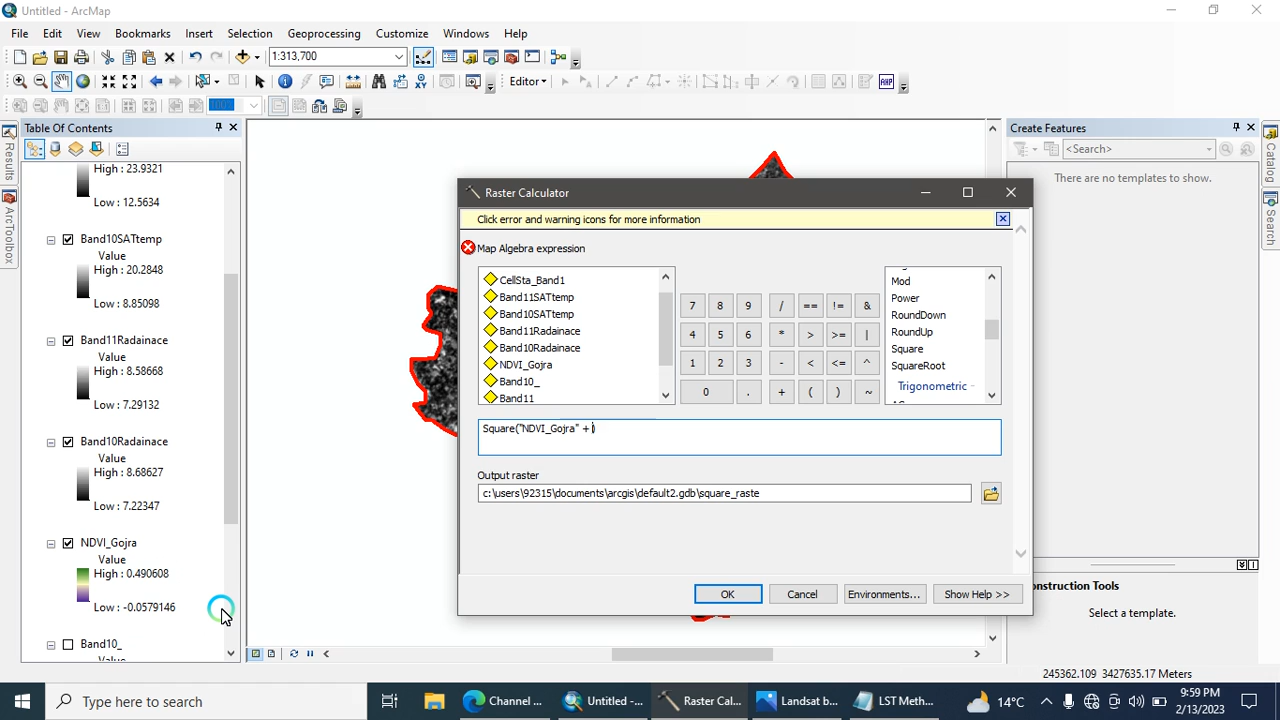 Untitled - ArcMap
File Edit View Bookmarks Insert Selection Geoprocessing Customize Windows Help
1:313,700
Editor
AHP
100%
Table Of Contents
Create Features
<Search>
There are no templates to show.
Results
ArcToolbox
Catalog
Search
High : 23.9321
Low : 12.5634
Band10SATtemp
Value
High : 20.2848
Low : 8.85098
Band11Radainace
Value
High : 8.58668
Low : 7.29132
Band10Radainace
Value
High : 8.68627
Low : 7.22347
NDVI_Gojra
Value
High : 0.490608
Low : -0.0579146
Band10_
Raster Calculator
Click error and warning icons for more information
Map Algebra expression
CellSta_Band1
Band11SATtemp
Band10SATtemp
Band11Radainace
Band10Radainace
NDVI_Gojra
Band10_
Band11
7 8 9 / == != &
4 5 6 * > >= |
1 2 3 - < <= ^
0 . + ( ) ~
Mod
Power
RoundDown
RoundUp
Square
SquareRoot
Trigonometric
Square("NDVI_Gojra" + )
Output raster
c:\users\92315\documents\arcgis\default2.gdb\square_raste
OK Cancel Environments... Show Help >>
onstruction Tools
Select a template.
245362.109 3427635.17 Meters
Type here to search
Channel ...
Untitled -...
Raster Cal...
Landsat b...
LST Meth...
14°C
9:59 PM
2/13/2023